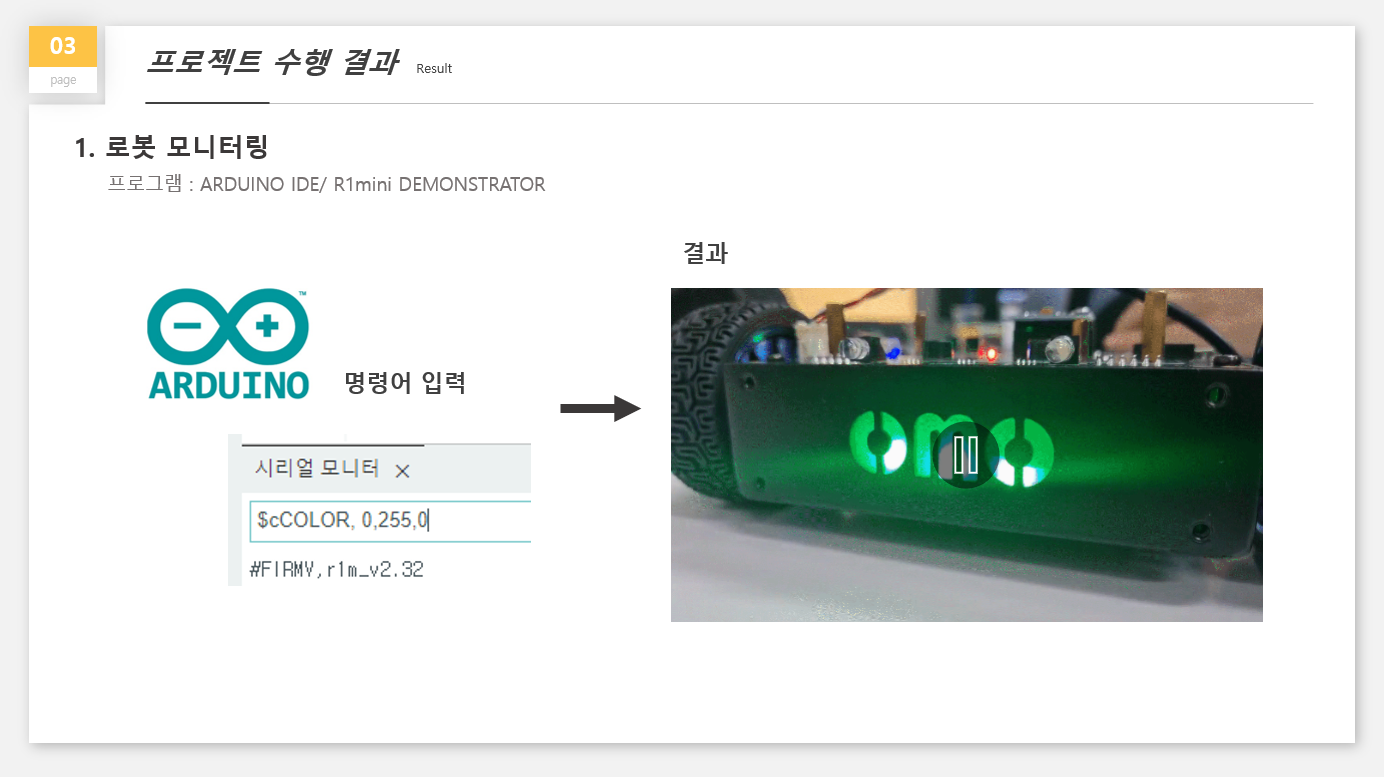 03
page
프로젝트 수행 결과 Result
1. 로봇 모니터링
프로그램 : ARDUINO IDE/ R1mini DEMONSTRATOR
결과
ARDUINO
TM
명령어 입력
시리얼 모니터 ×
$cCOLOR, 0,255,0
#FIRMV,r1m_v2.32
omo